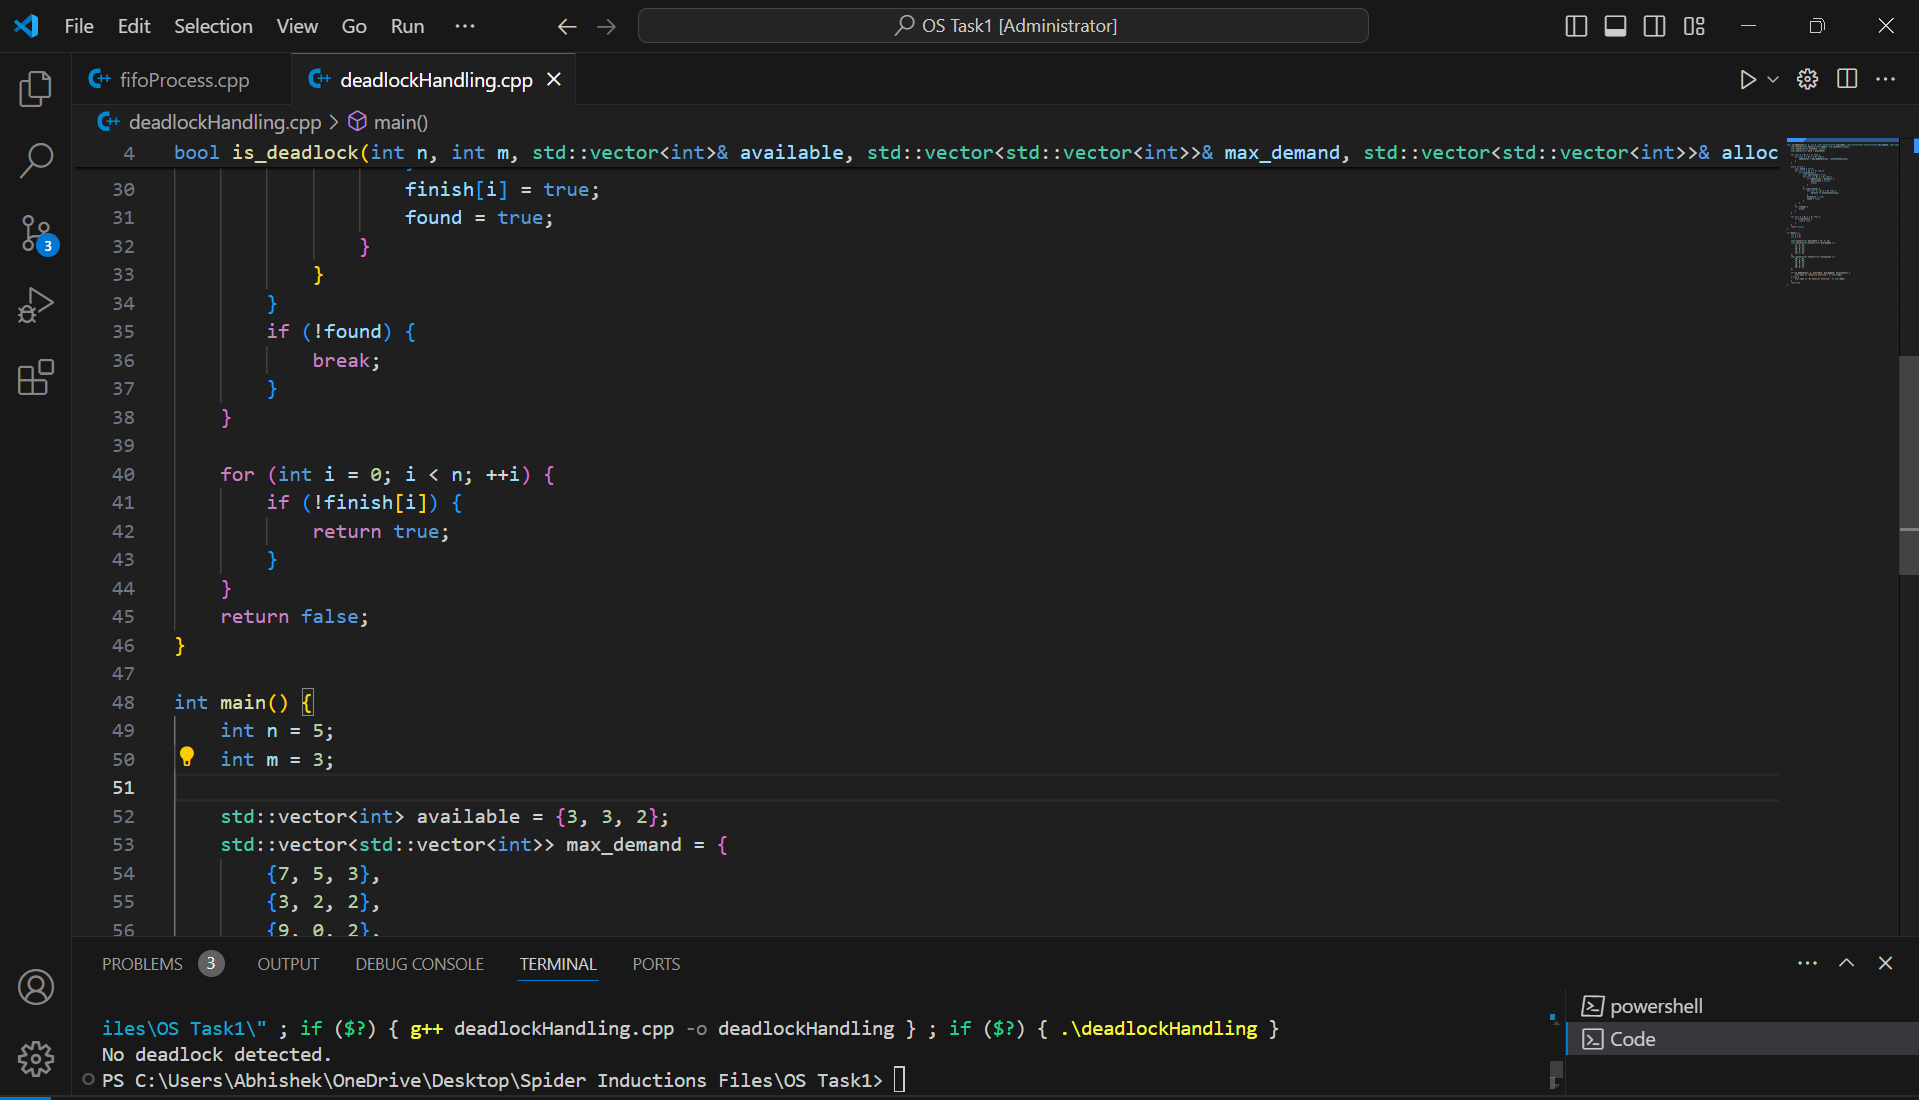 File Edit Selection View Go Run ··· OS Task1 [Administrator]
fifoProcess.cpp deadlockHandling.cpp
deadlockHandling.cpp > main()
4 bool is_deadlock(int n, int m, std::vector<int>& available, std::vector<std::vector<int>>& max_demand, std::vector<std::vector<int>>& alloc
30 finish[i] = true;
31 found = true;
32 }
33 }
34 }
35 if (!found) {
36 break;
37 }
38 }
39
40 for (int i = 0; i < n; ++i) {
41 if (!finish[i]) {
42 return true;
43 }
44 }
45 return false;
46 }
47
48 int main() {
49 int n = 5;
50 int m = 3;
51
52 std::vector<int> available = {3, 3, 2};
53 std::vector<std::vector<int>> max_demand = {
54 {7, 5, 3},
55 {3, 2, 2},
56 {9, 0, 2},
3
PROBLEMS 3 OUTPUT DEBUG CONSOLE TERMINAL PORTS
iles\OS Task1\" ; if ($?) { g++ deadlockHandling.cpp -o deadlockHandling } ; if ($?) { .\deadlockHandling }
No deadlock detected.
PS C:\Users\Abhishek\OneDrive\Desktop\Spider Inductions Files\OS Task1>
powershell
Code